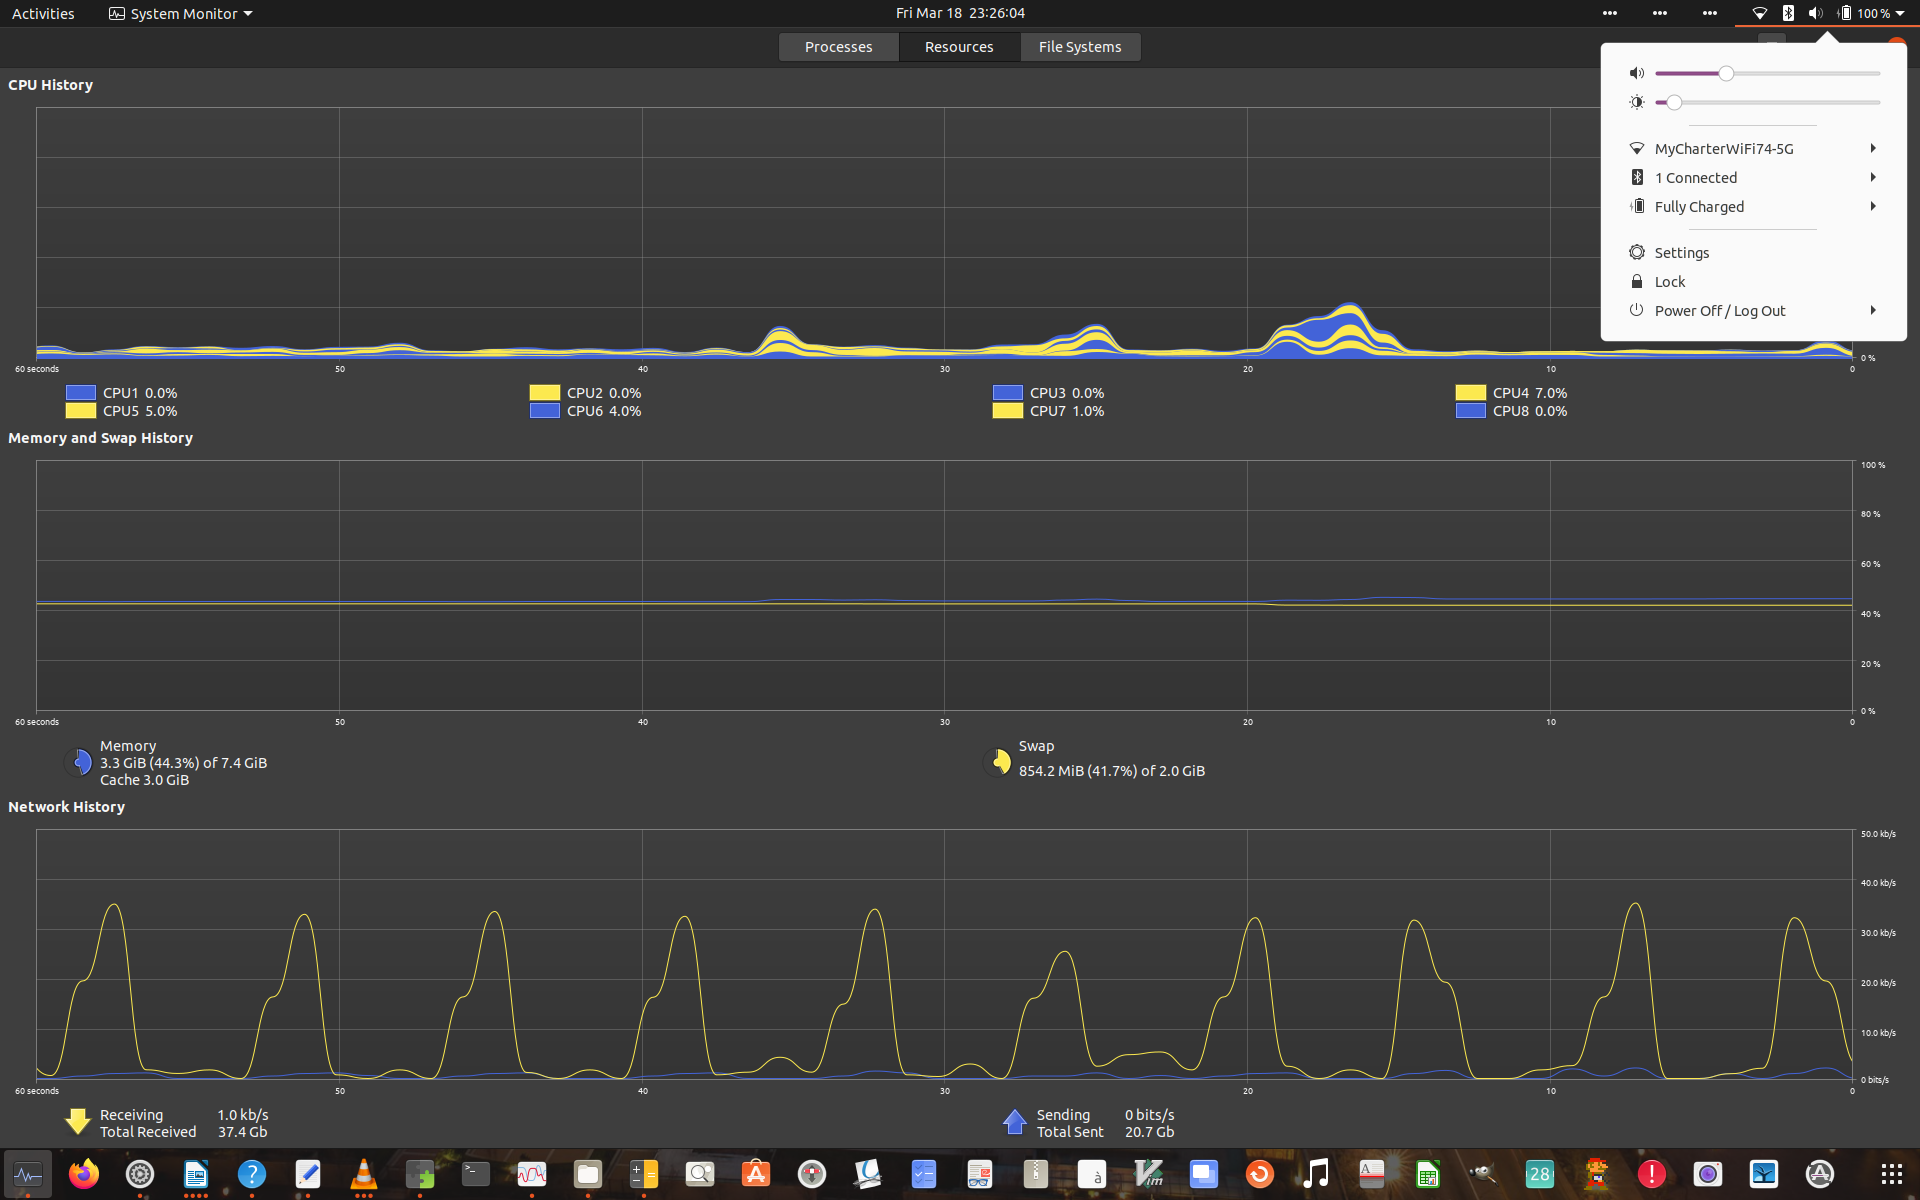 Activities
System Monitor
Fri Mar 18 23:26:04
100 %
Processes
Resources
File Systems
MyCharterWiFi74-5G
1 Connected
Fully Charged
Settings
Lock
Power Off / Log Out
CPU History
0 %
60 seconds 50 40 30 20 10 0
CPU1 0.0% CPU2 0.0% CPU3 0.0% CPU4 7.0%
CPU5 5.0% CPU6 4.0% CPU7 1.0% CPU8 0.0%
Memory and Swap History
100 %
80 %
60 %
40 %
20 %
0 %
60 seconds 50 40 30 20 10 0
Memory
3.3 GiB (44.3%) of 7.4 GiB
Cache 3.0 GiB
Swap
854.2 MiB (41.7%) of 2.0 GiB
Network History
50.0 kb/s
40.0 kb/s
30.0 kb/s
20.0 kb/s
10.0 kb/s
0 bits/s
60 seconds 50 40 30 20 10 0
Receiving 1.0 kb/s
Total Received 37.4 Gb
Sending 0 bits/s
Total Sent 20.7 Gb
?
>_
à
Vim
A
28
!